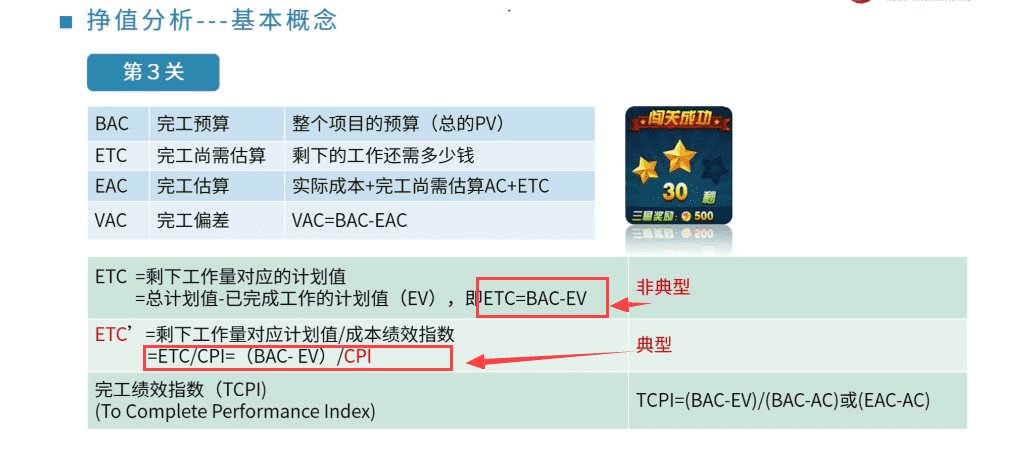 挣值分析---基本概念
第3关
BAC 完工预算 整个项目的预算（总的PV）
ETC 完工尚需估算 剩下的工作还需多少钱
EAC 完工估算 实际成本+完工尚需估算AC+ETC
VAC 完工偏差 VAC=BAC-EAC
闯关成功
30 秒
三星奖励： 500
ETC =剩下工作量对应的计划值
=总计划值-已完成工作的计划值（EV），即ETC=BAC-EV
非典型
ETC’ =剩下工作量对应计划值/成本绩效指数
=ETC/CPI=（BAC- EV）/CPI
典型
完工绩效指数（TCPI)
(To Complete Performance Index)
TCPI=(BAC-EV)/(BAC-AC)或(EAC-AC)